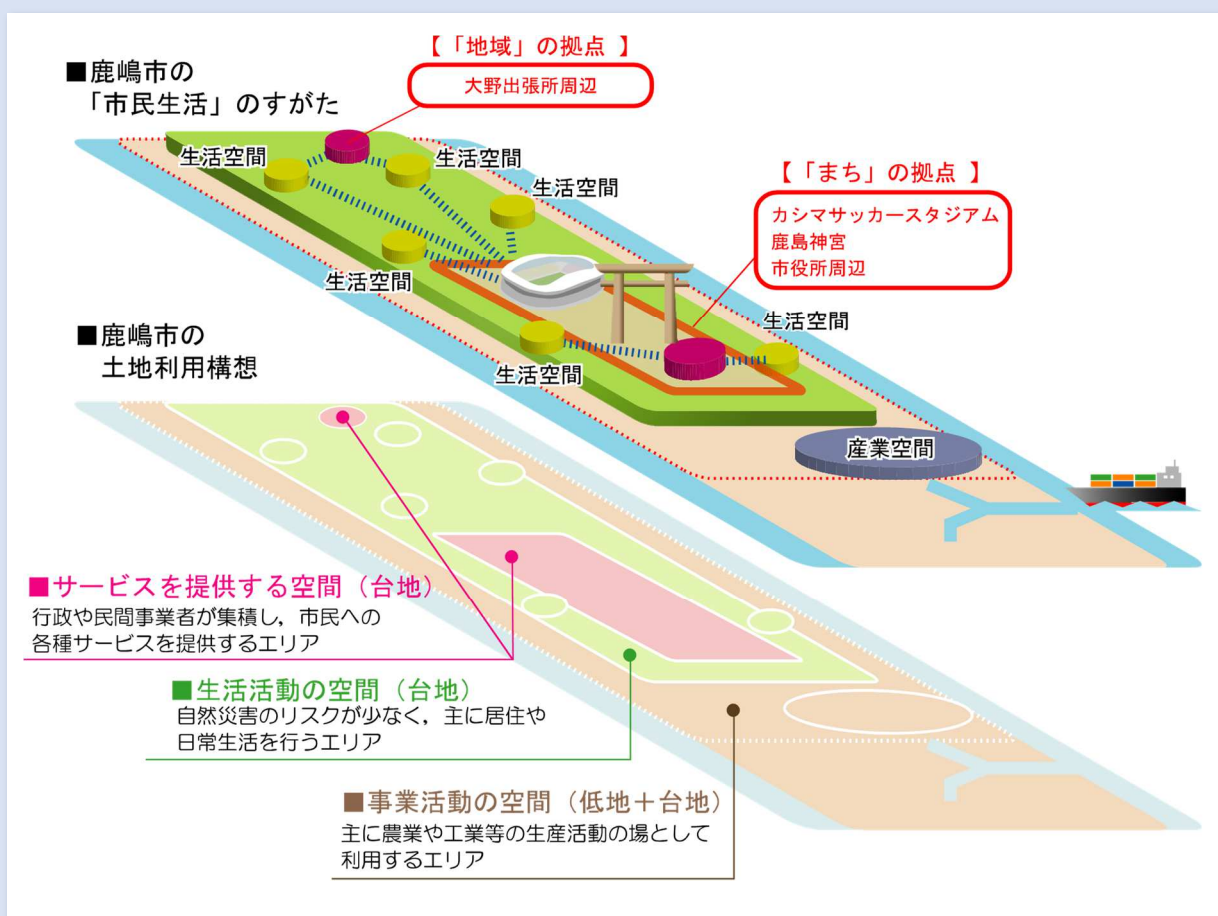 ■鹿嶋市の
「市民生活」のすがた
【「地域」の拠点 】
大野出張所周辺
生活空間
生活空間
生活空間
生活空間
【「まち」の拠点 】
カシマサッカースタジアム
鹿島神宮
市役所周辺
生活空間
生活空間
産業空間
■鹿嶋市の
土地利用構想
■サービスを提供する空間（台地）
行政や民間事業者が集積し，市民への
各種サービスを提供するエリア
■生活活動の空間（台地）
自然災害のリスクが少なく，主に居住や
日常生活を行うエリア
■事業活動の空間（低地＋台地）
主に農業や工業等の生産活動の場として
利用するエリア